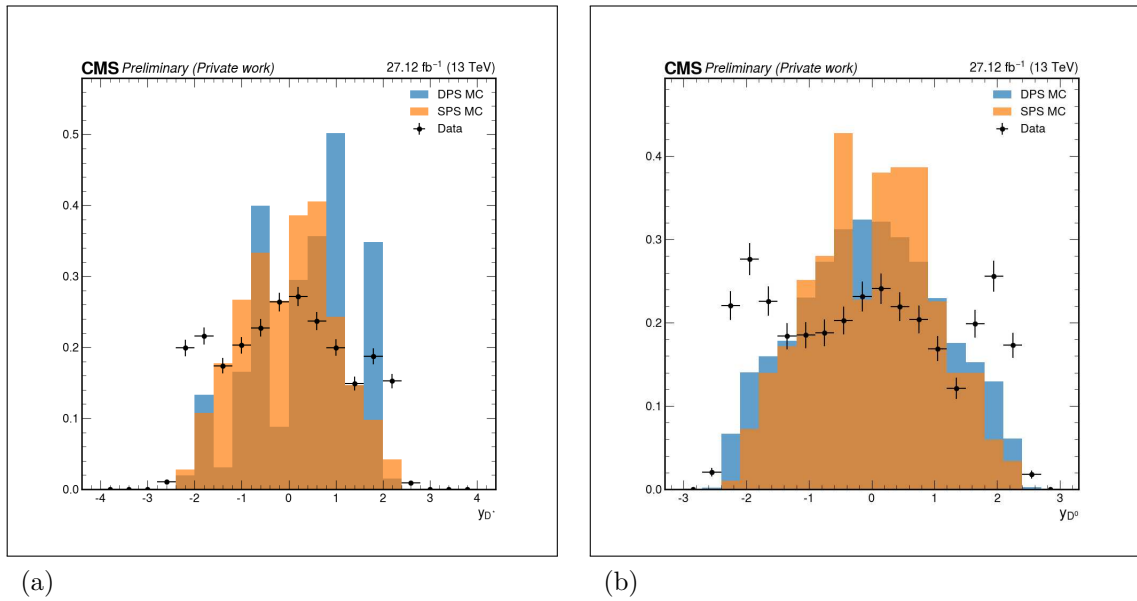 CMS Preliminary (Private work) 27.12 fb⁻¹ (13 TeV)
DPS MC
SPS MC
Data
0.5
0.4
0.3
0.2
0.1
0.0
-4 -3 -2 -1 0 1 2 3 4
y_D*
(a)
CMS Preliminary (Private work) 27.12 fb⁻¹ (13 TeV)
DPS MC
SPS MC
Data
0.4
0.3
0.2
0.1
0.0
-3 -2 -1 0 1 2 3
y_D⁰
(b)